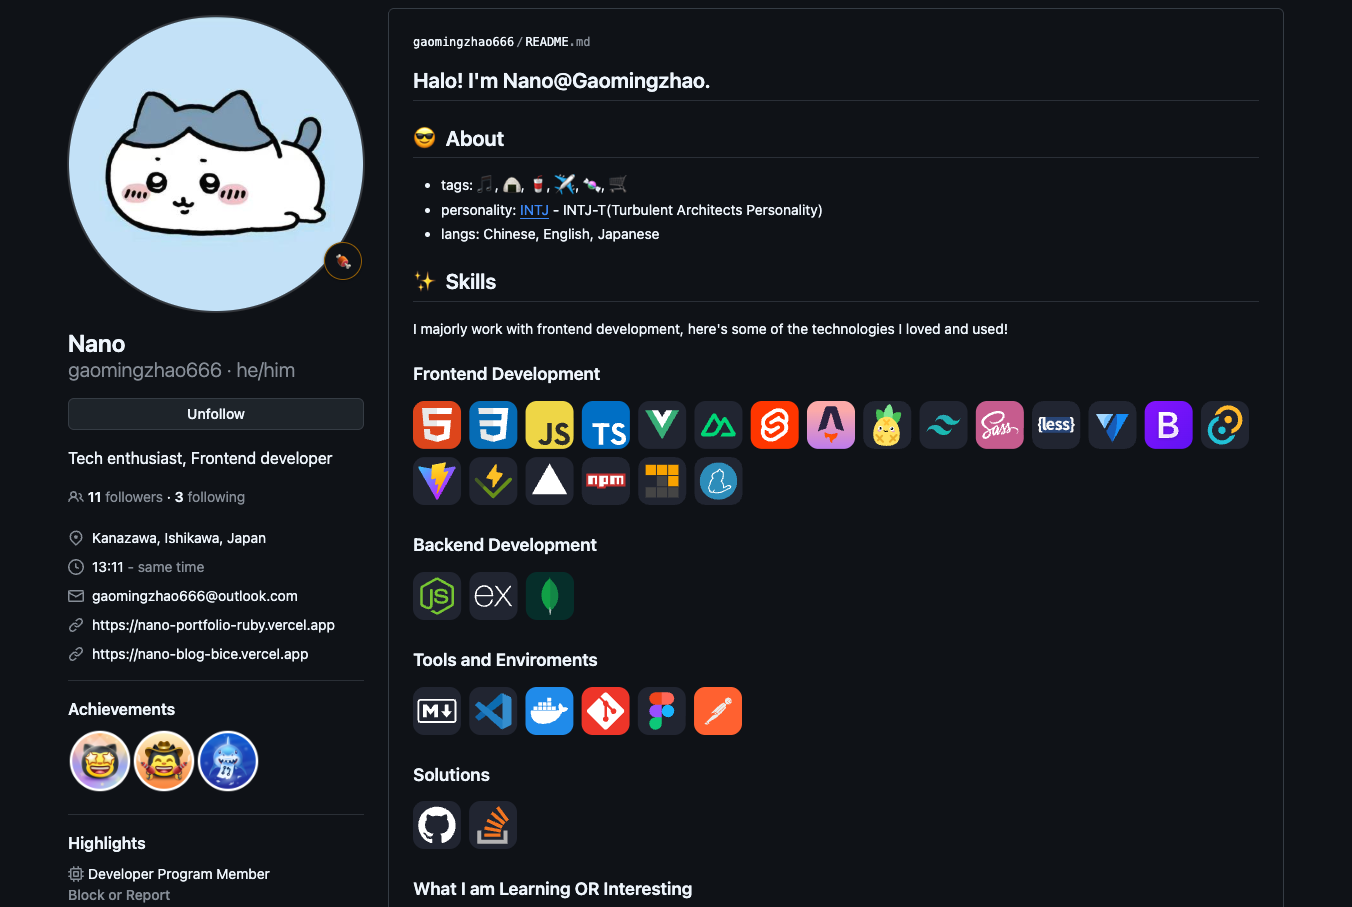 Nano
gaomingzhao666 · he/him
Unfollow
Tech enthusiast, Frontend developer
11 followers · 3 following
Kanazawa, Ishikawa, Japan
13:11 - same time
gaomingzhao666@outlook.com
https://nano-portfolio-ruby.vercel.app
https://nano-blog-bice.vercel.app
Achievements
Highlights
Developer Program Member
Block or Report
gaomingzhao666/README.md
Halo! I'm Nano@Gaomingzhao.
😎 About
tags: 🎵, 🍙, 🥤, ✈️, 🍬, 🛒
personality: INTJ - INTJ-T(Turbulent Architects Personality)
langs: Chinese, English, Japanese
✨ Skills
I majorly work with frontend development, here's some of the technologies I loved and used!
Frontend Development
5 3 JS TS Sass {less} B
npm
Backend Development
JS ex
Tools and Enviroments
M
Solutions
What I am Learning OR Interesting